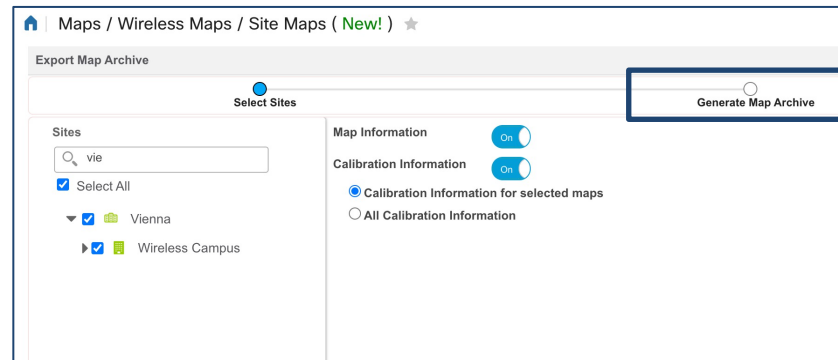 Maps / Wireless Maps / Site Maps ( New! )
Export Map Archive
Select Sites
Generate Map Archive
Sites
vie
Select All
Vienna
Wireless Campus
Map Information On
Calibration Information On
Calibration Information for selected maps
All Calibration Information